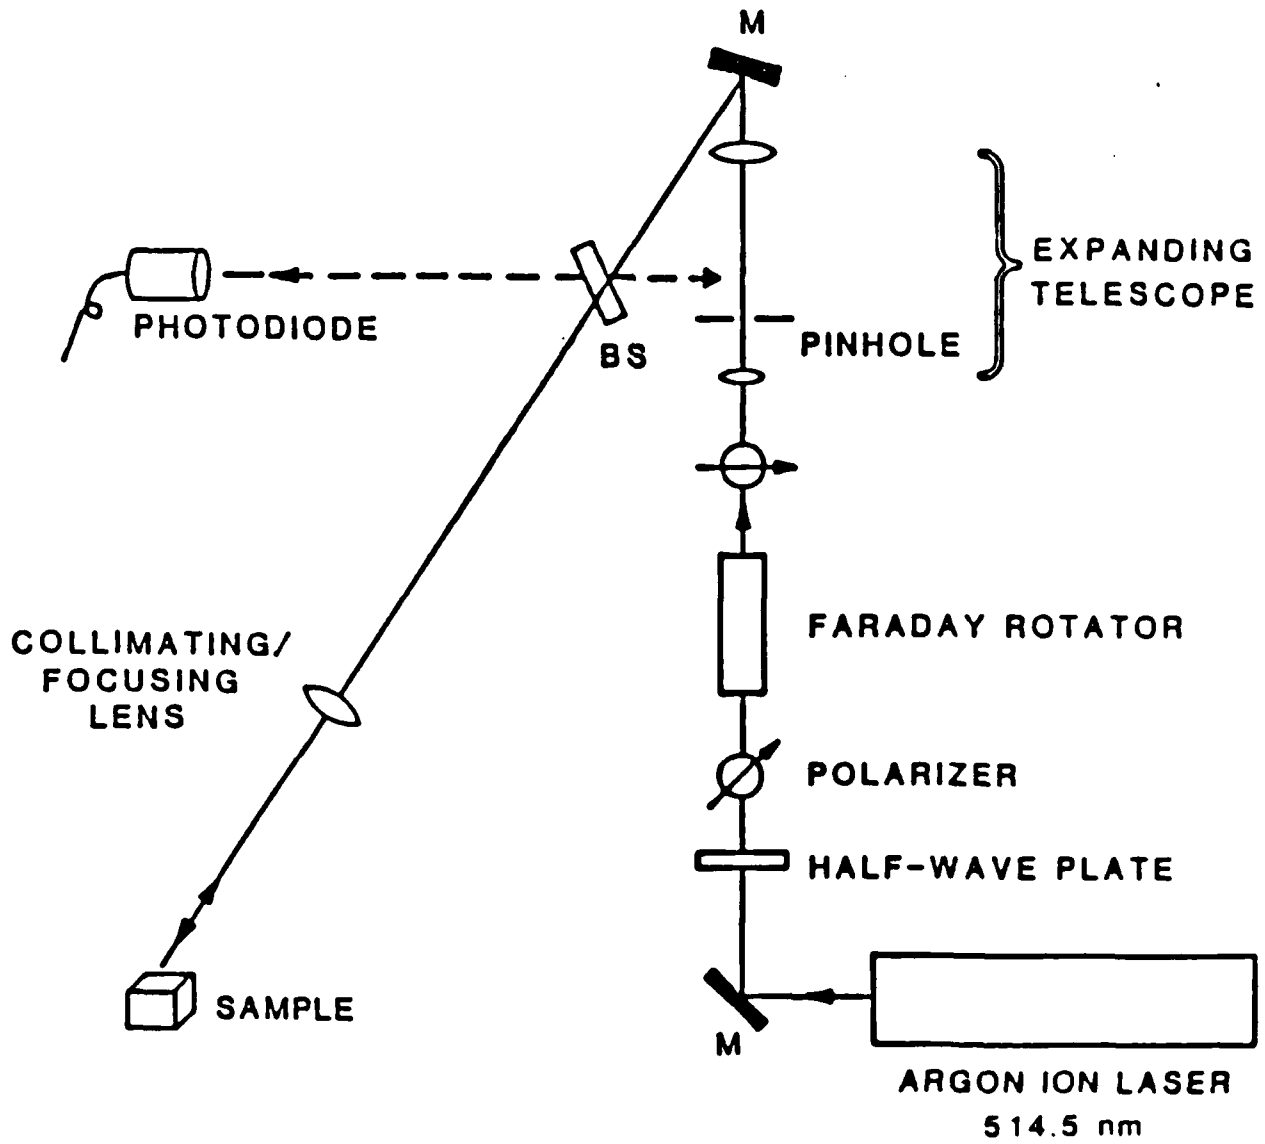 M
EXPANDING
TELESCOPE
PHOTODIODE
BS
PINHOLE
FARADAY ROTATOR
COLLIMATING/
FOCUSING
LENS
POLARIZER
HALF-WAVE PLATE
SAMPLE
M
ARGON ION LASER
514.5 nm